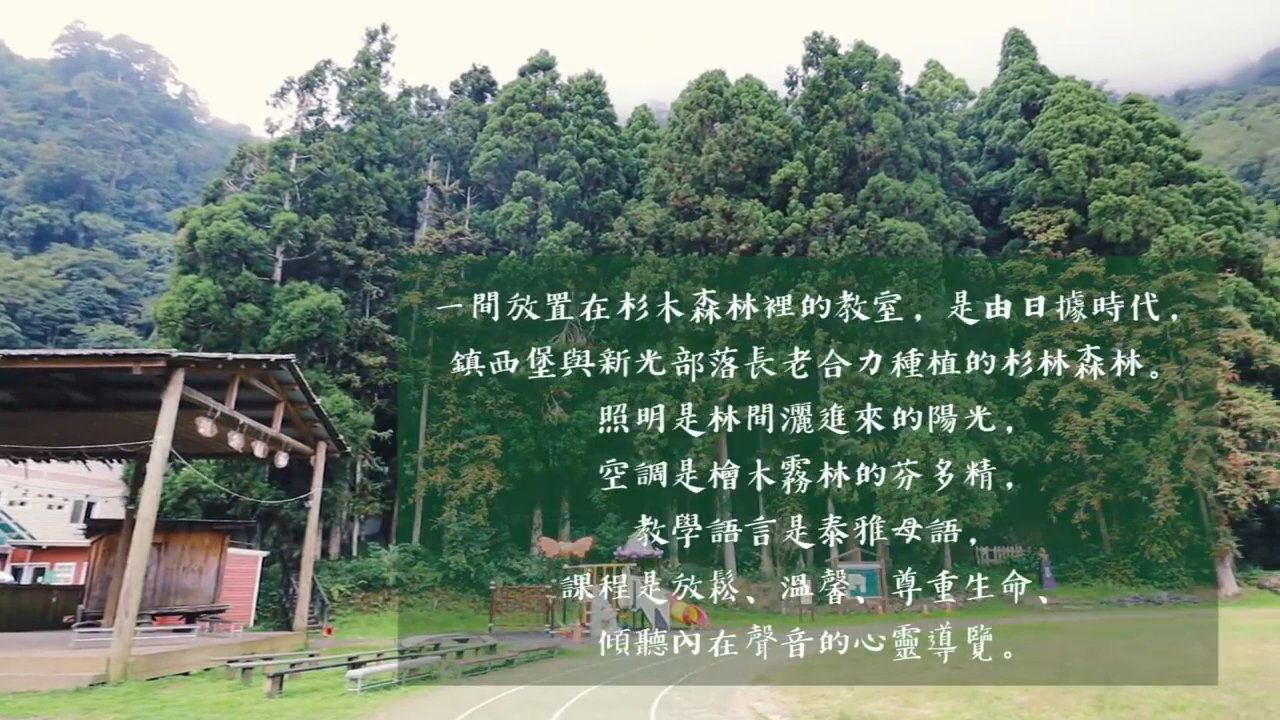 一間放置在杉木森林裡的教室，是由日據時代，
鎮西堡與新光部落長老合力種植的杉林森林。
照明是林間灑進來的陽光，
空調是檜木霧林的芬多精，
教學語言是泰雅母語，
課程是放鬆、溫馨、尊重生命、
傾聽內在聲音的心靈導覽。